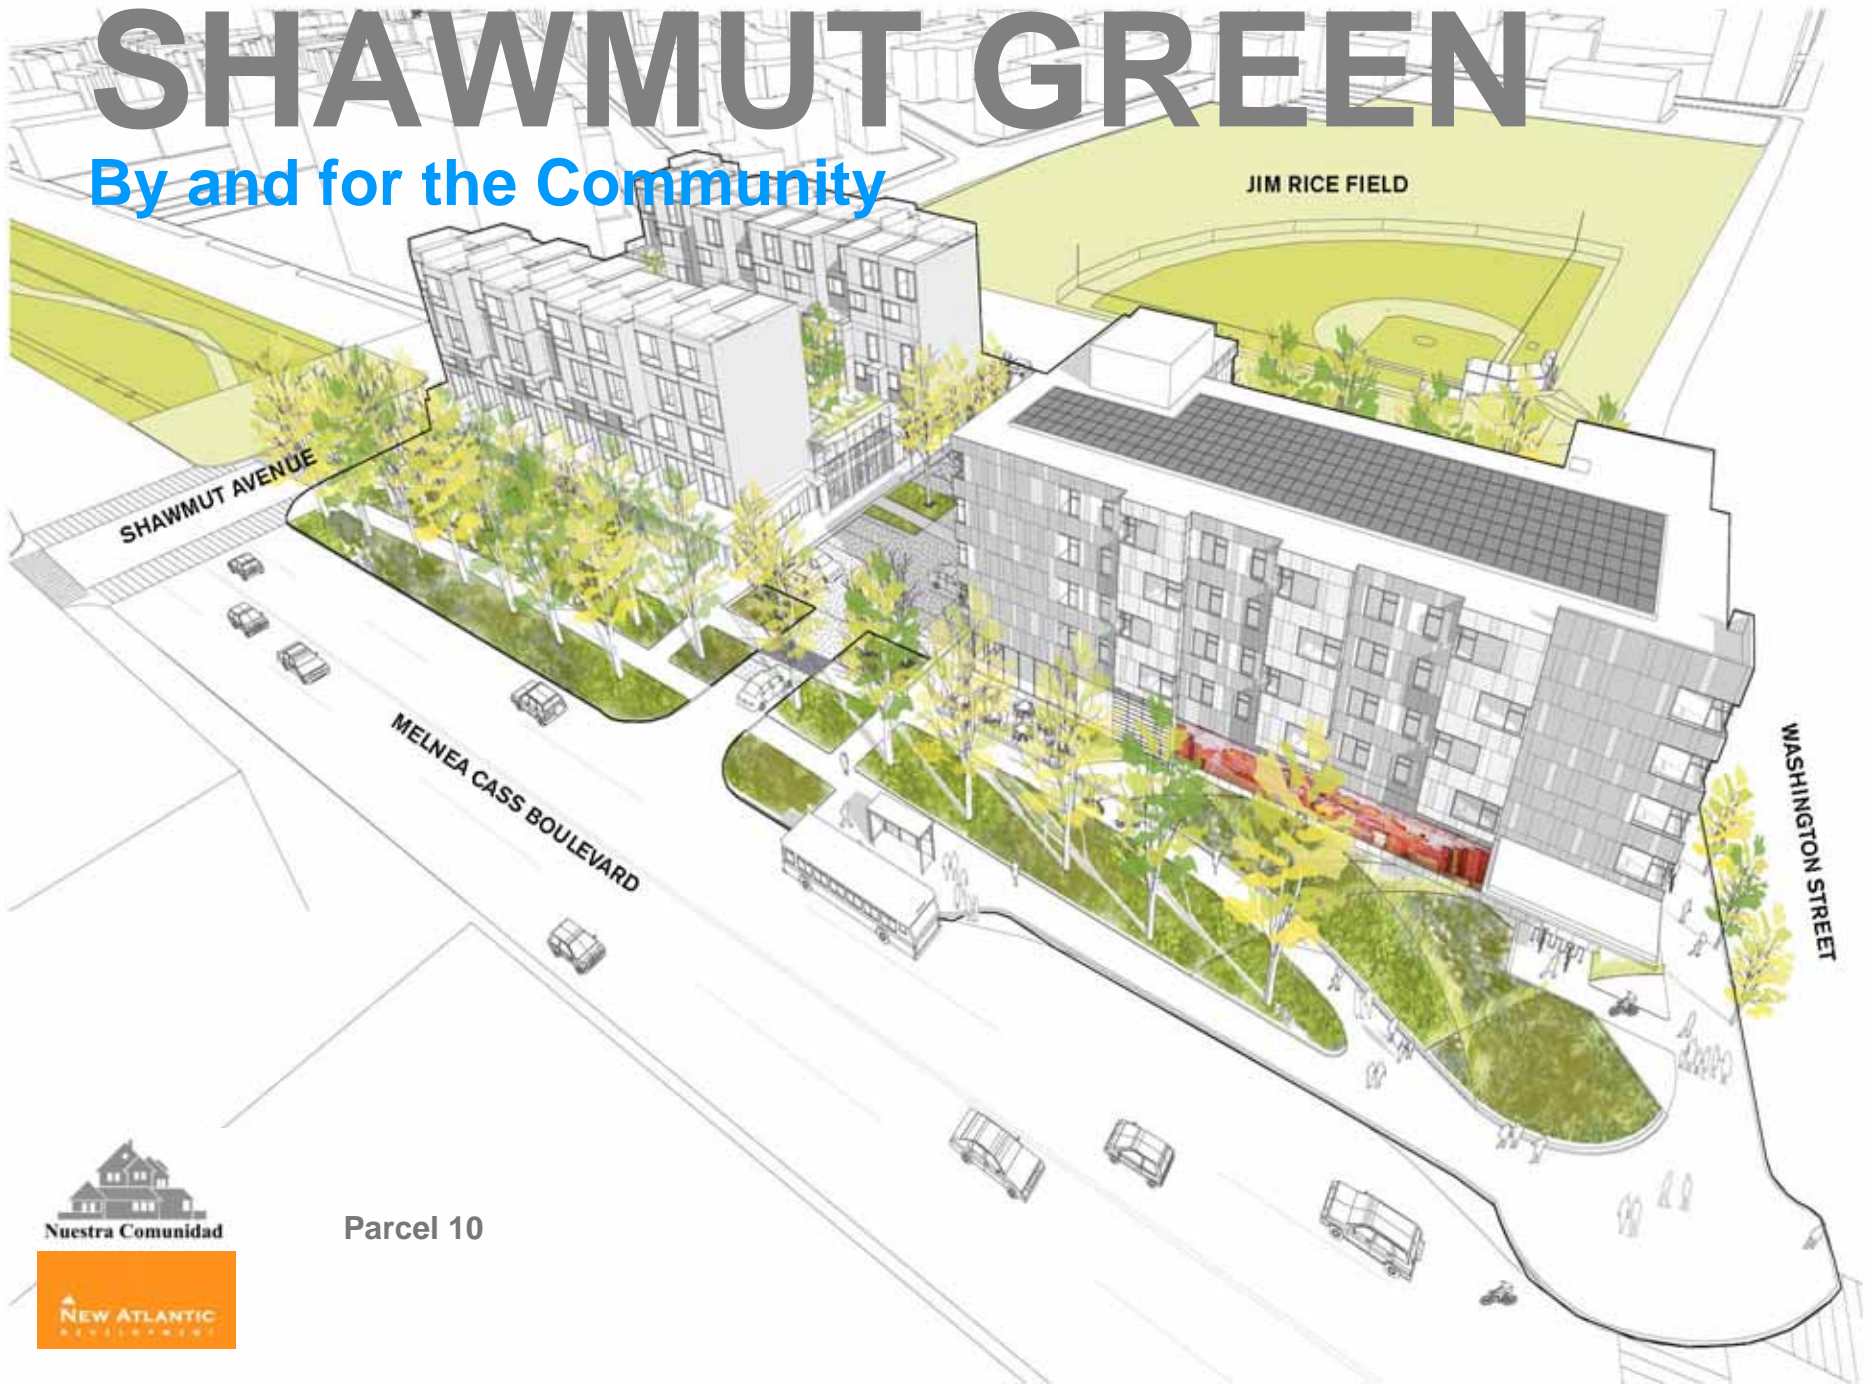 SHAWMUT GREEN
By and for the Community
JIM RICE FIELD
SHAWMUT AVENUE
MELNEA CASS BOULEVARD
WASHINGTON STREET
Nuestra Comunidad
Parcel 10
NEW ATLANTIC
DEVELOPMENT